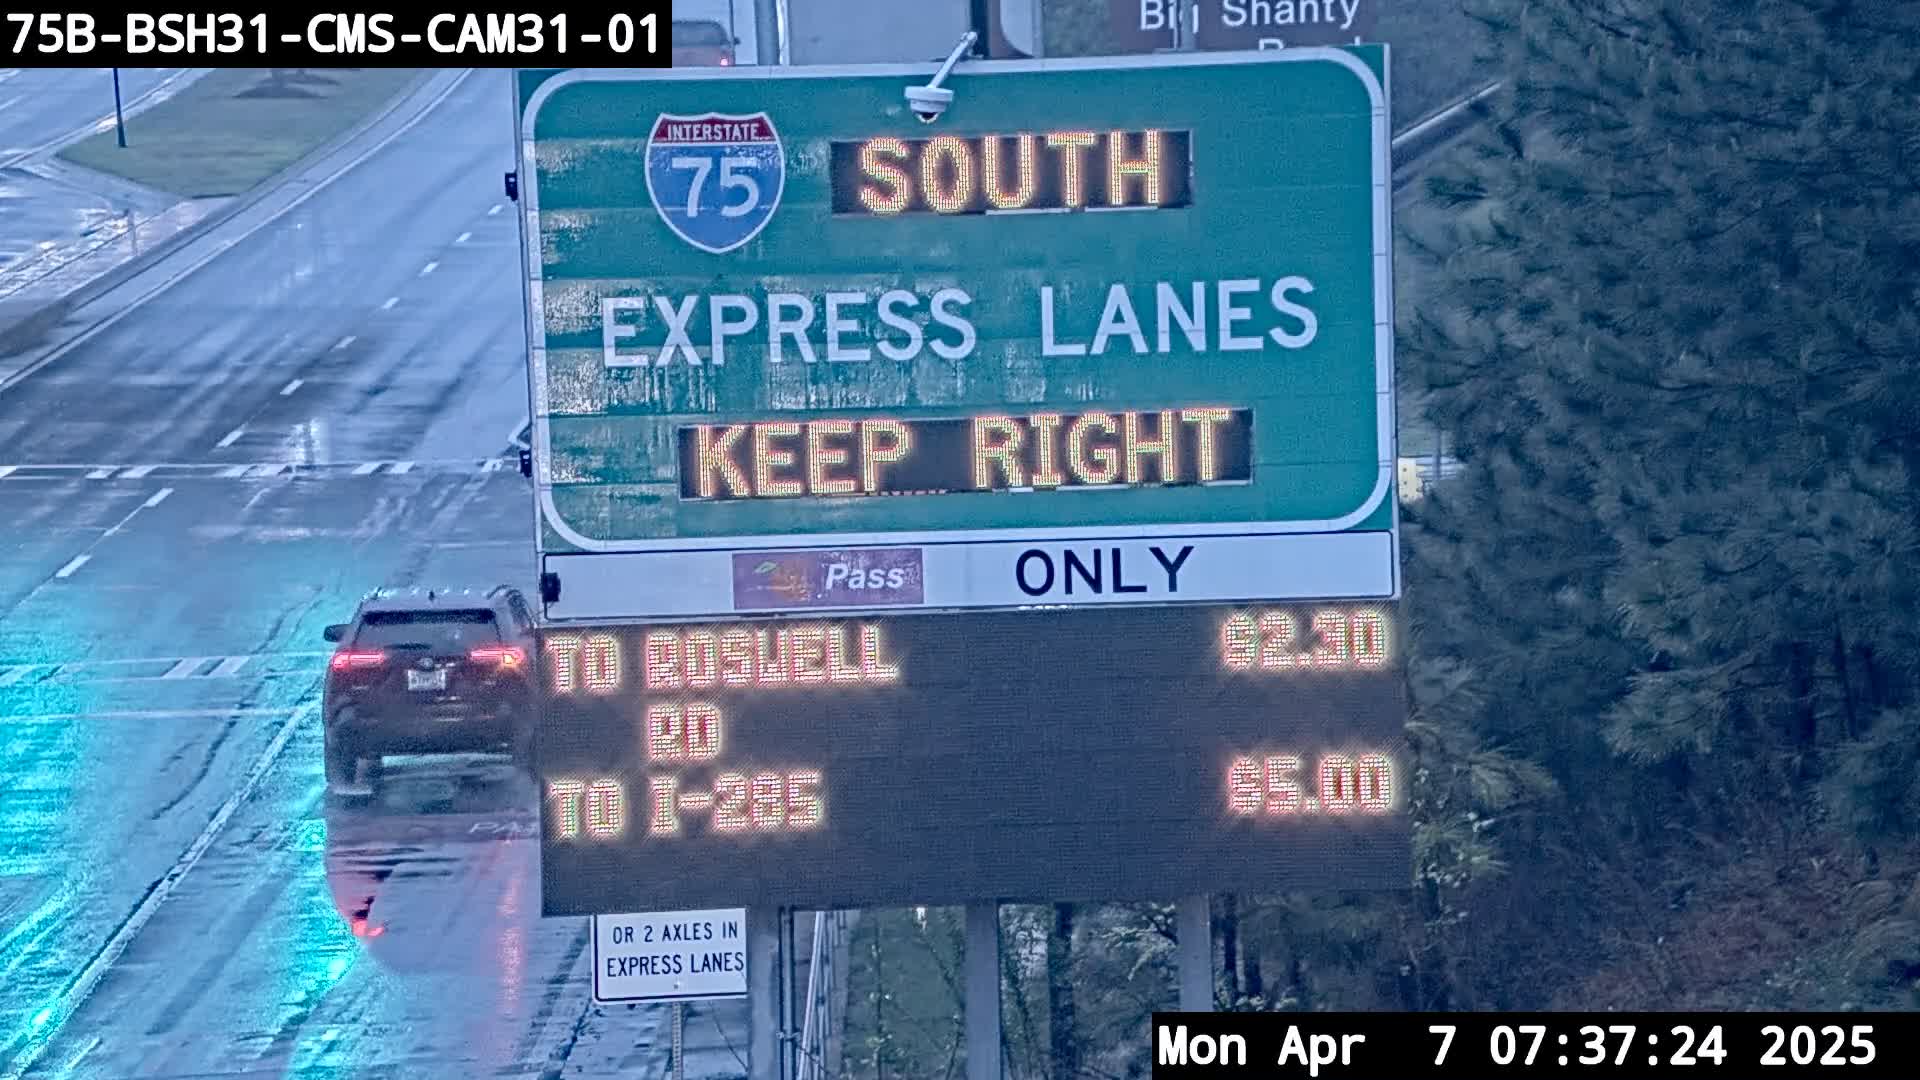 75B-BSH31-CMS-CAM31-01
Big Shanty
Road
INTERSTATE
75
SOUTH
EXPRESS LANES
KEEP RIGHT
Pass ONLY
TO ROSWELL $2.30
RD
TO I-285 $5.00
OR 2 AXLES IN
EXPRESS LANES
Mon Apr 7 07:37:24 2025